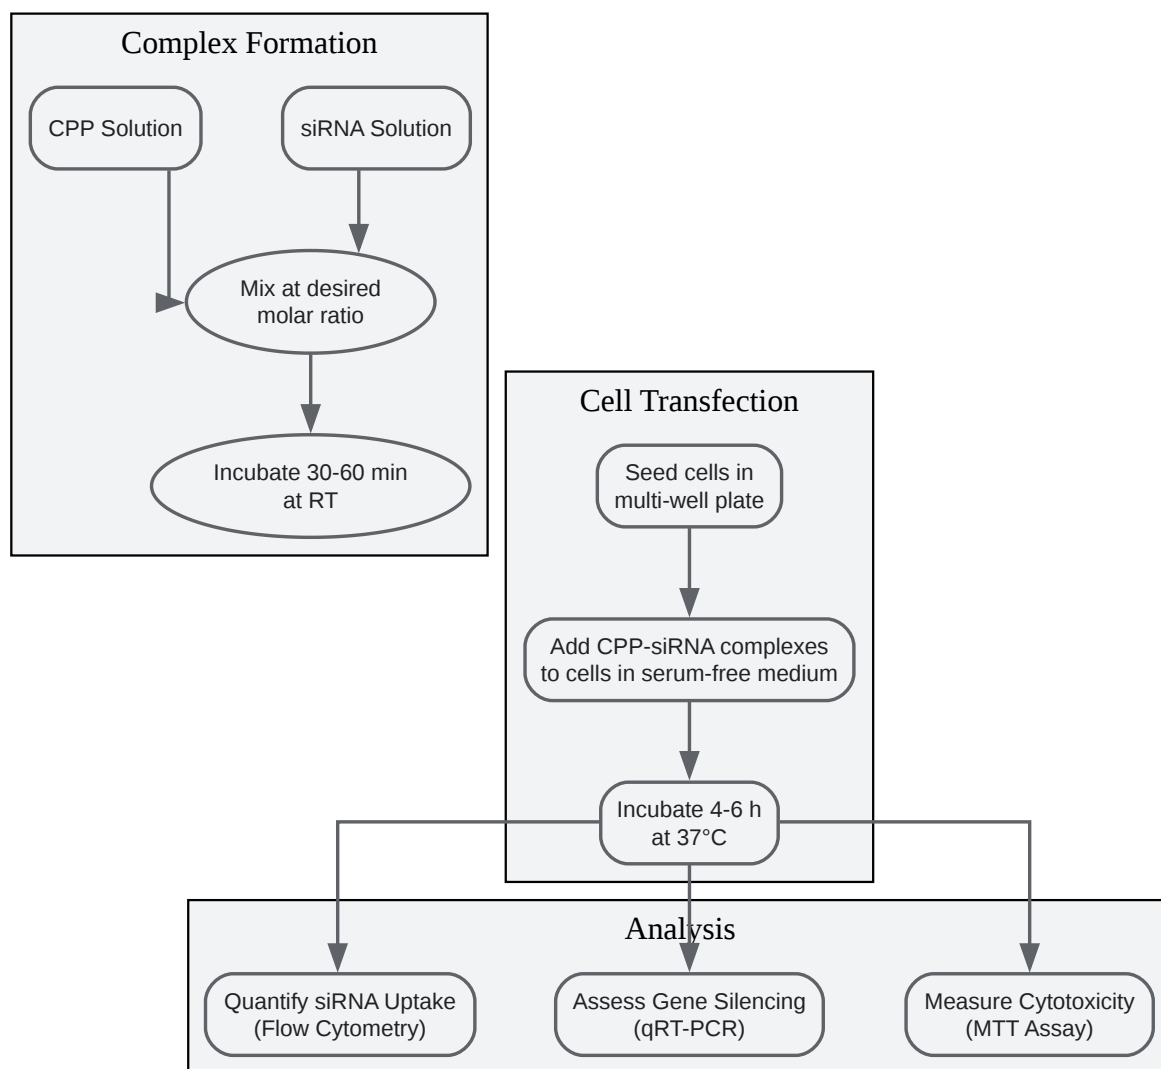 Complex Formation
CPP Solution
siRNA Solution
Mix at desired
molar ratio
Incubate 30-60 min
at RT
Cell Transfection
Seed cells in
multi-well plate
Add CPP-siRNA complexes
to cells in serum-free medium
Incubate 4-6 h
at 37°C
Analysis
Quantify siRNA Uptake
(Flow Cytometry)
Assess Gene Silencing
(qRT-PCR)
Measure Cytotoxicity
(MTT Assay)